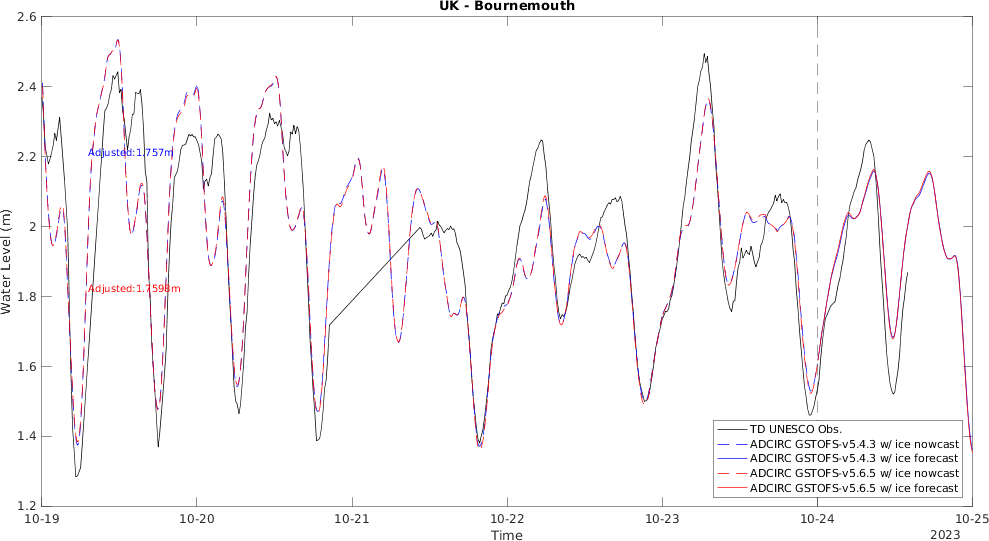 UK - Bournemouth
2.6
2.4
2.2
2
1.8
1.6
1.4
1.2
Water Level (m)
Adjusted:1.757m
Adjusted:1.7598m
TD UNESCO Obs.
ADCIRC GSTOFS-v5.4.3 w/ ice nowcast
ADCIRC GSTOFS-v5.4.3 w/ ice forecast
ADCIRC GSTOFS-v5.6.5 w/ ice nowcast
ADCIRC GSTOFS-v5.6.5 w/ ice forecast
10-19 10-20 10-21 10-22 10-23 10-24 10-25
Time
2023